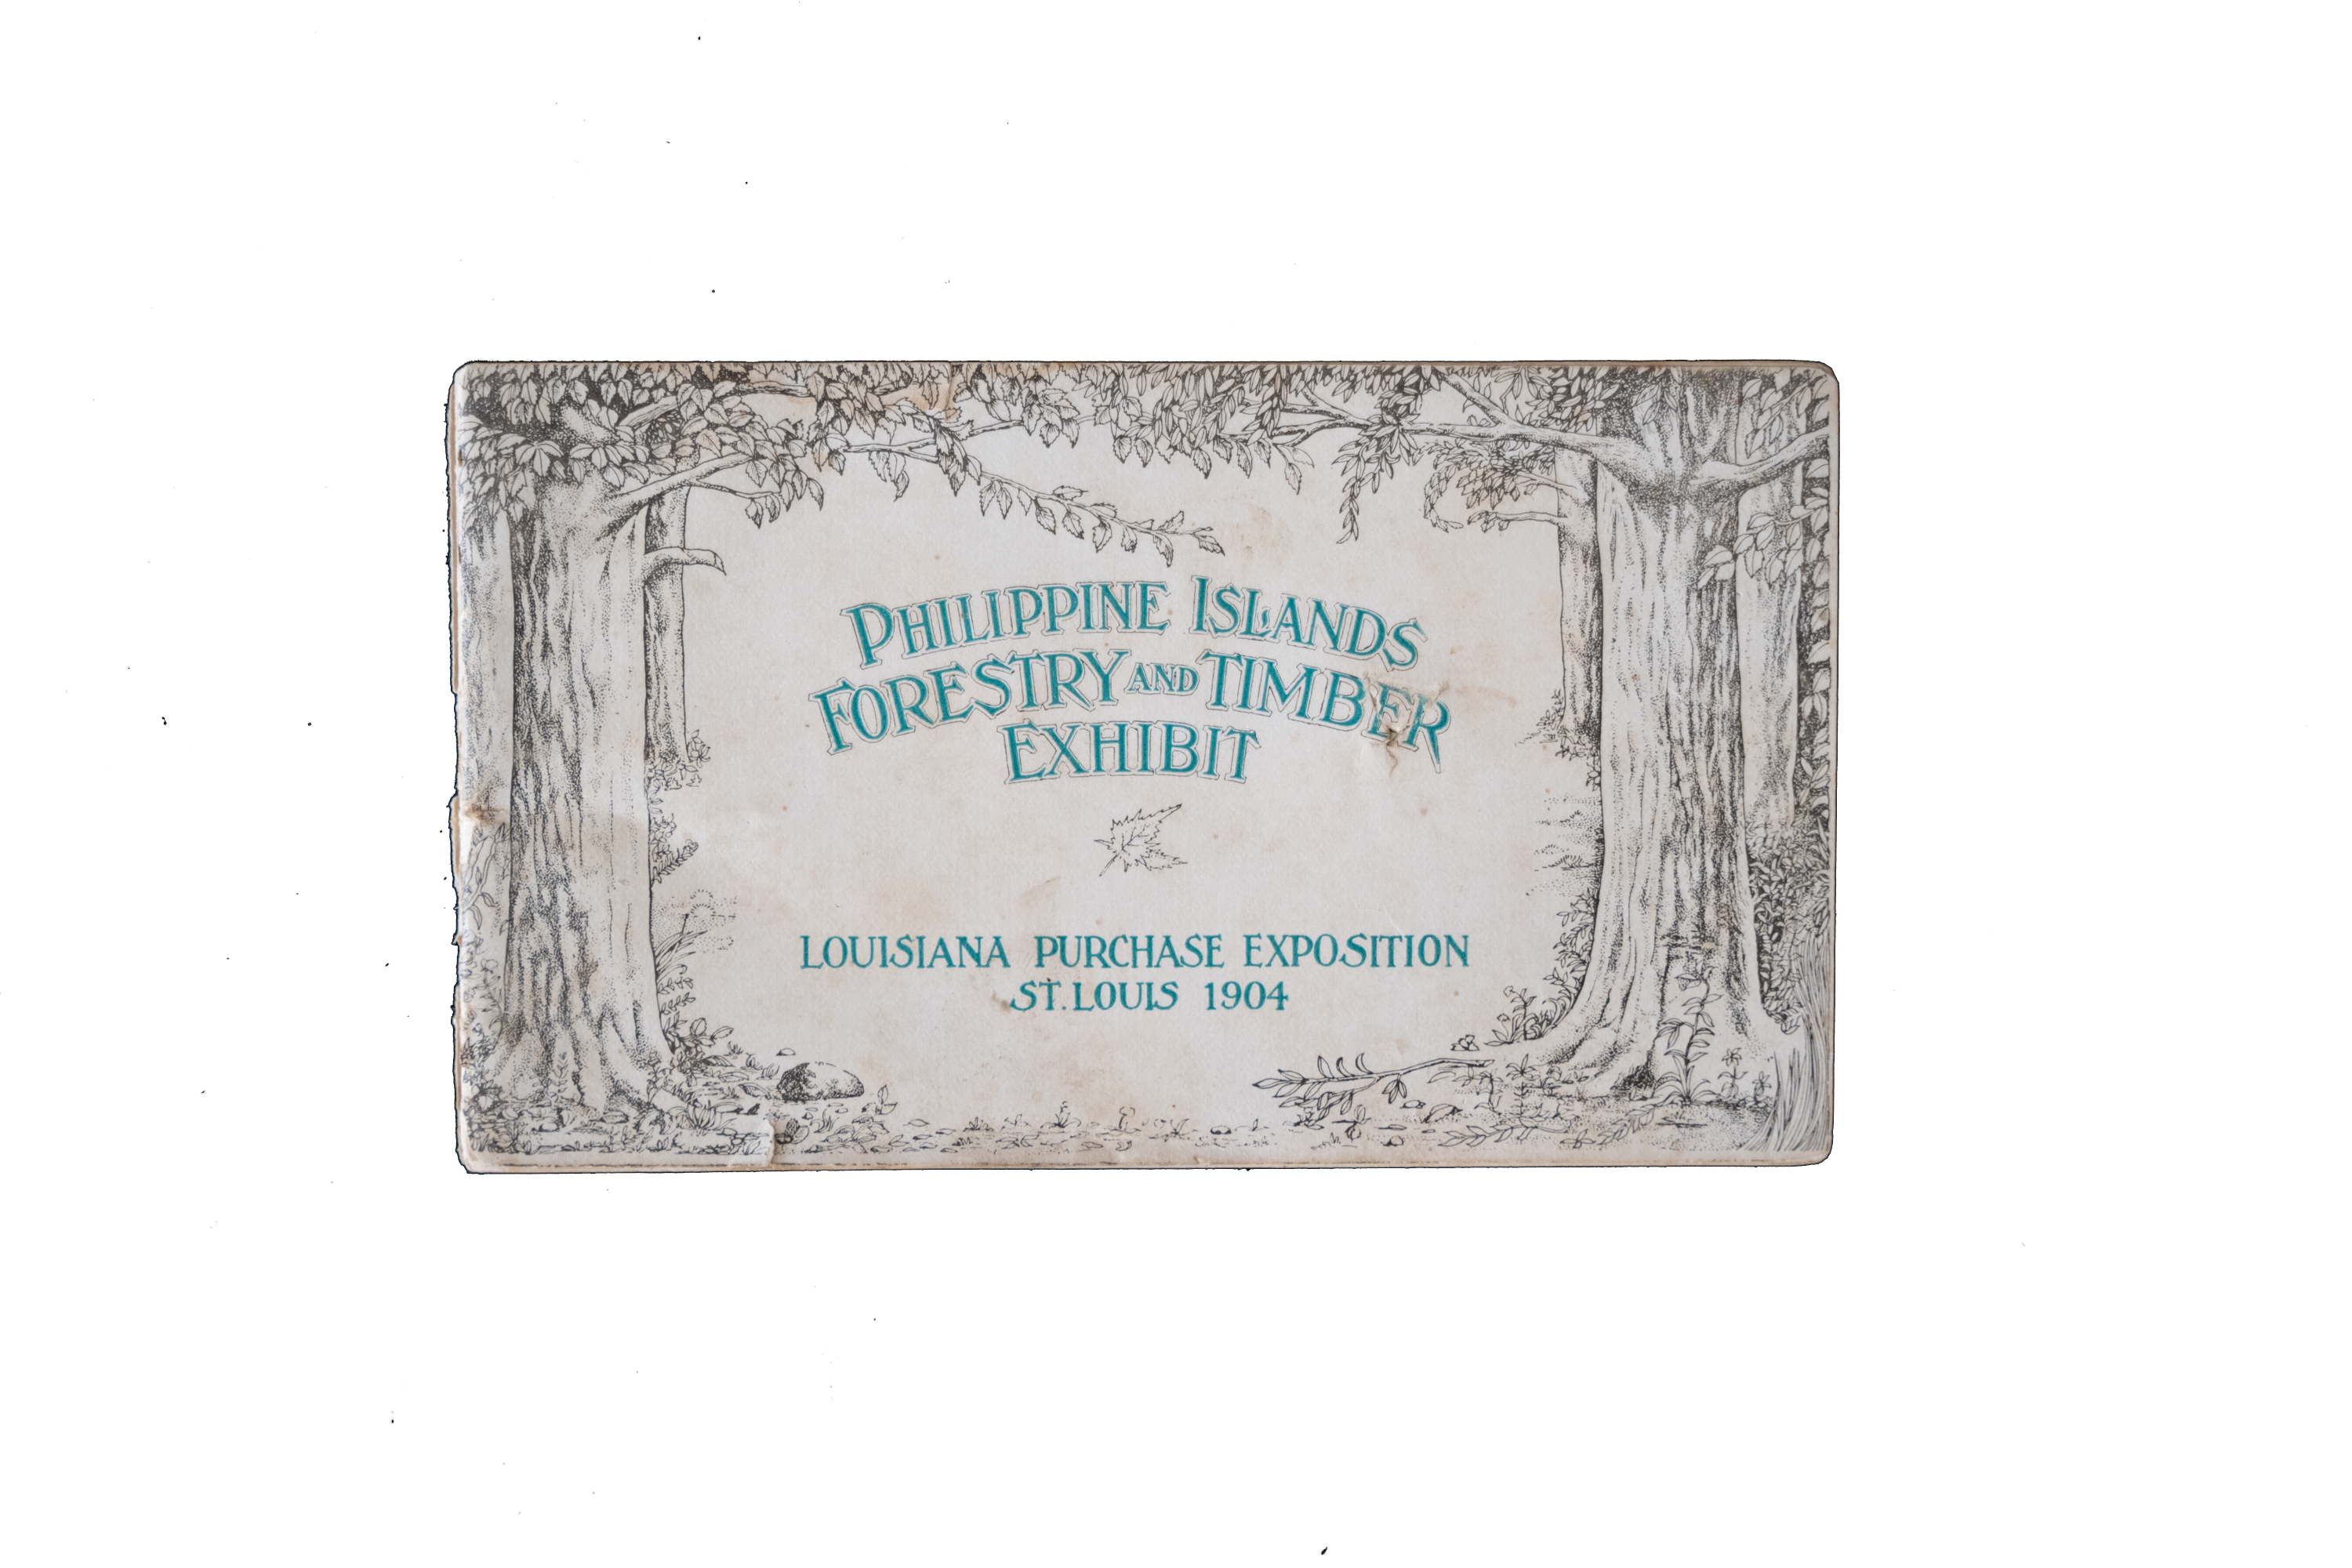 PHILIPPINE ISLANDS
FORESTRY AND TIMBER
EXHIBIT
LOUISIANA PURCHASE EXPOSITION
ST. LOUIS 1904